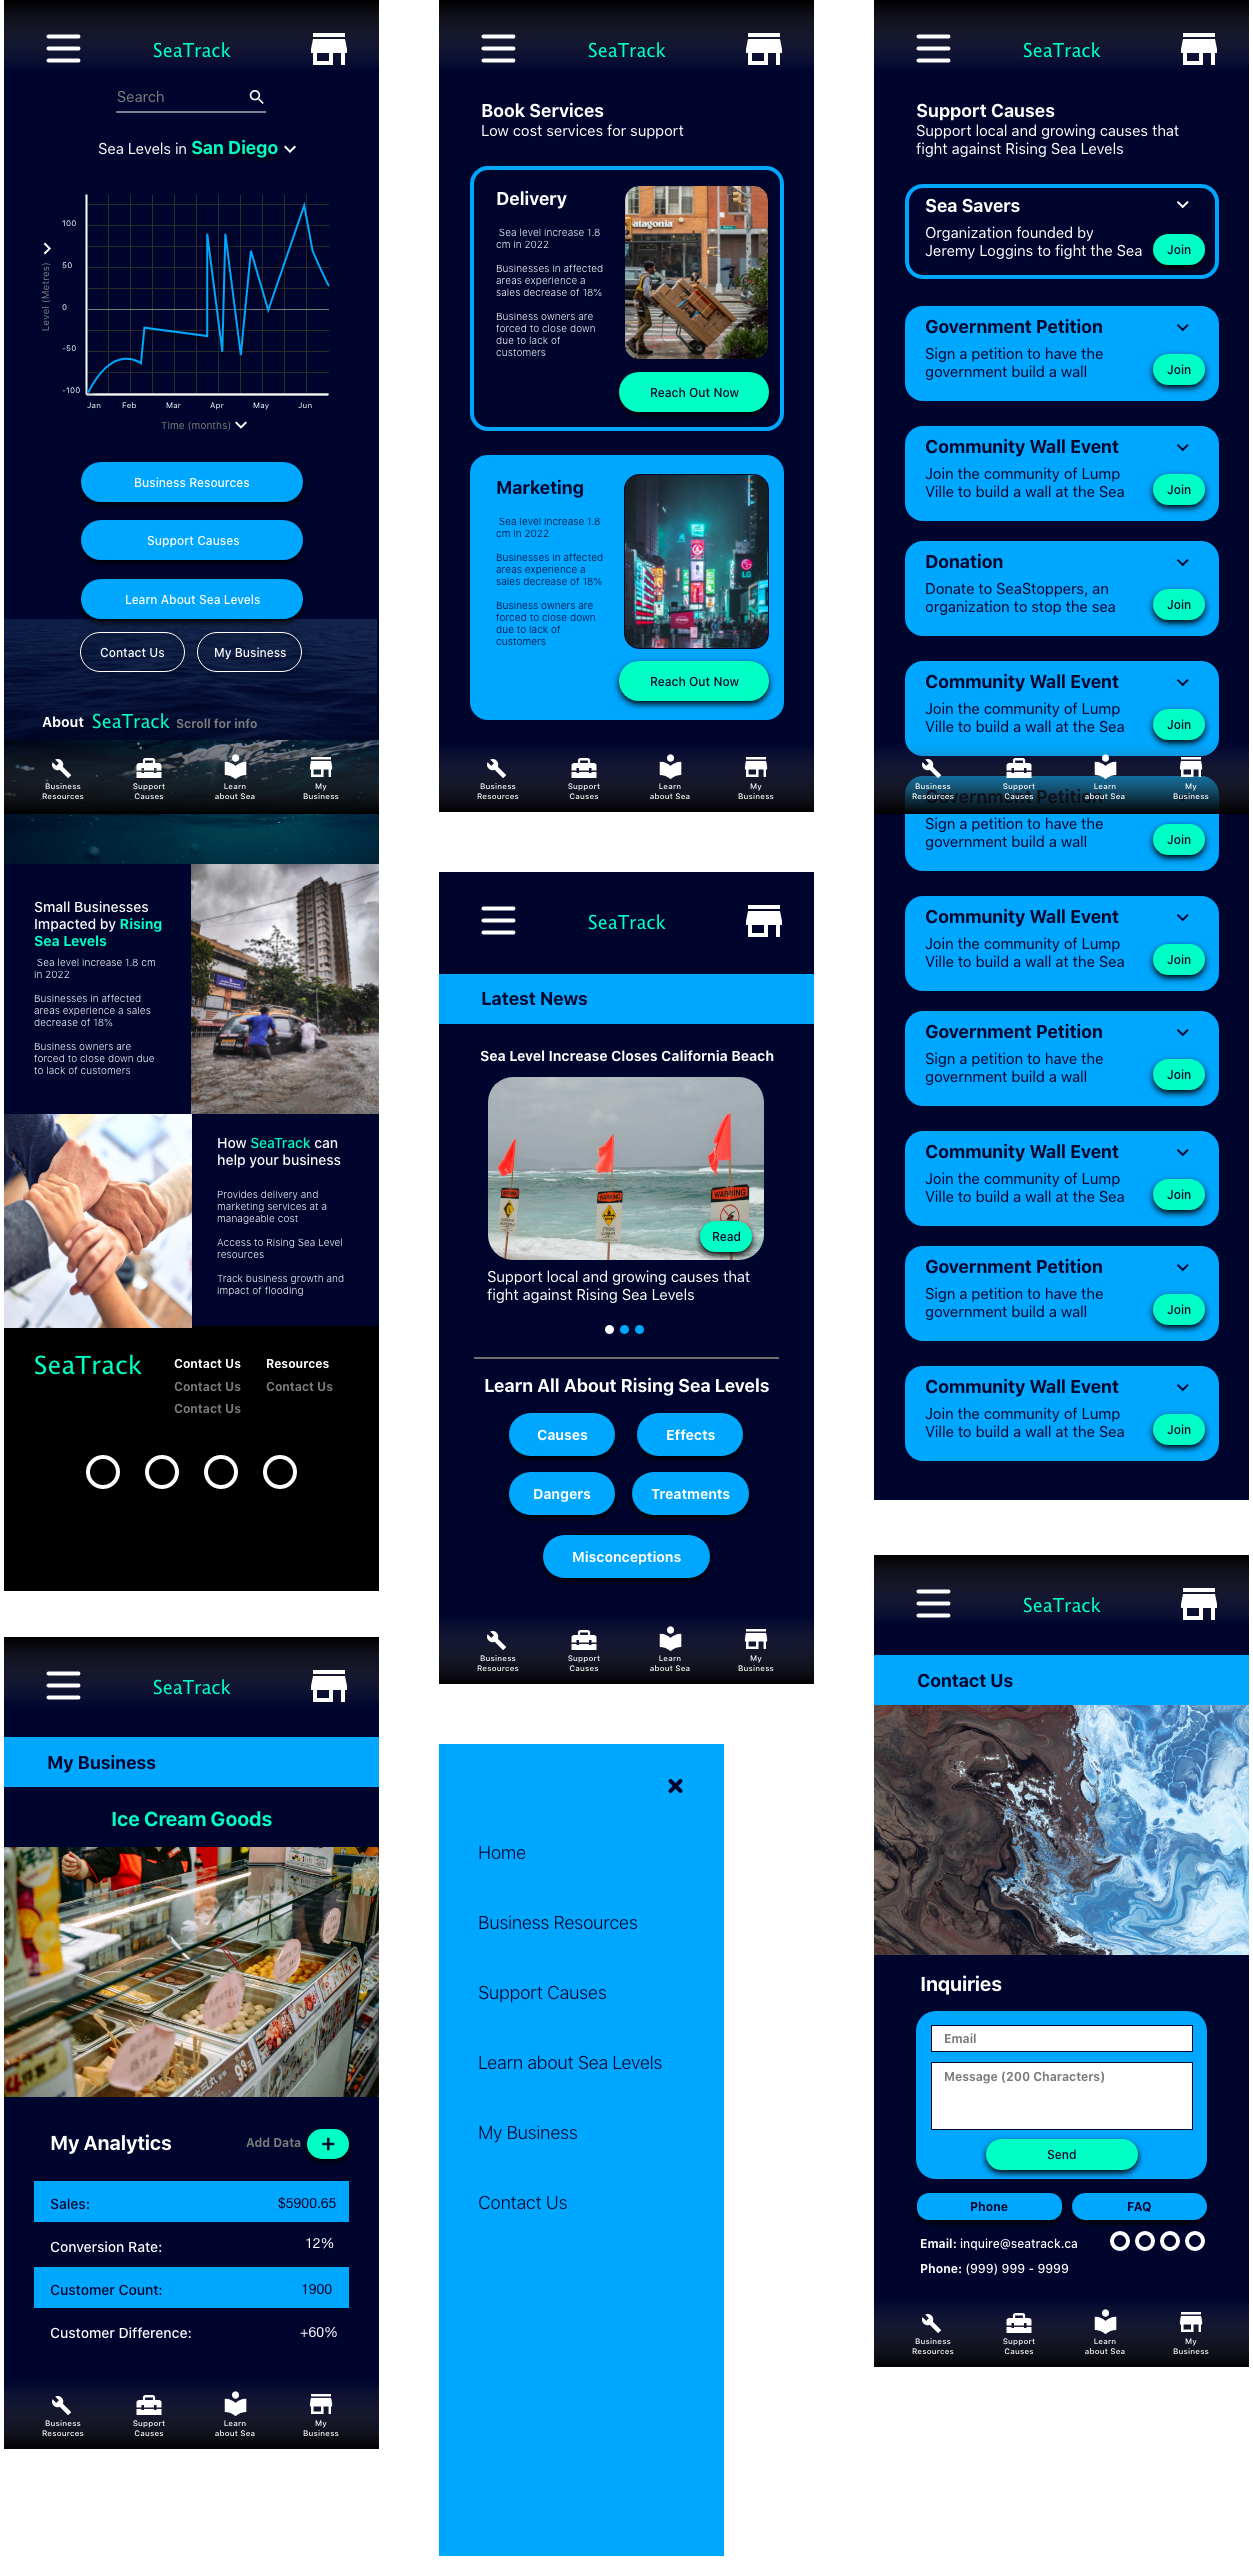 SeaTrack
Search
Sea Levels in San Diego
100
50
0
-50
-100
Level (Metres)
Jan Feb Mar Apr May Jun
Time (months)
Business Resources
Support Causes
Learn About Sea Levels
Contact Us My Business
About SeaTrack Scroll for info
Business Resources
Support Causes
Learn about Sea
My Business
Small Businesses
Impacted by Rising
Sea Levels
Sea level increase 1.8 cm
in 2022
Businesses in affected
areas experience a sales
decrease of 18%
Business owners are
forced to close down due
to lack of customers
How SeaTrack can
help your business
Provides delivery and
marketing services at a
manageable cost
Access to Rising Sea Level
resources
Track business growth and
impact of flooding
SeaTrack
Contact Us Resources
Contact Us Contact Us
Contact Us
SeaTrack
My Business
Ice Cream Goods
My Analytics
Add Data +
Sales: $5900.65
Conversion Rate: 12%
Customer Count: 1900
Customer Difference: +60%
Business Resources
Support Causes
Learn about Sea
My Business
SeaTrack
Book Services
Low cost services for support
Delivery
Sea level increase 1.8
cm in 2022
Businesses in affected
areas experience a
sales decrease of 18%
Business owners are
forced to close down
due to lack of
customers
patagonia
Reach Out Now
Marketing
Sea level increase 1.8
cm in 2022
Businesses in affected
areas experience a
sales decrease of 18%
Business owners are
forced to close down
due to lack of
customers
LG
Reach Out Now
Business Resources
Support Causes
Learn about Sea
My Business
SeaTrack
Latest News
Sea Level Increase Closes California Beach
WARNING
WARNING
WARNING
Read
Support local and growing causes that
fight against Rising Sea Levels
Learn All About Rising Sea Levels
Causes Effects
Dangers Treatments
Misconceptions
Business Resources
Support Causes
Learn about Sea
My Business
Home
Business Resources
Support Causes
Learn about Sea Levels
My Business
Contact Us
SeaTrack
Support Causes
Support local and growing causes that
fight against Rising Sea Levels
Sea Savers
Organization founded by
Jeremy Loggins to fight the Sea
Join
Government Petition
Sign a petition to have the
government build a wall
Join
Community Wall Event
Join the community of Lump
Ville to build a wall at the Sea
Join
Donation
Donate to SeaStoppers, an
organization to stop the sea
Join
Community Wall Event
Join the community of Lump
Ville to build a wall at the Sea
Join
Business Resources
Support Causes
Learn about Sea
My Business
Government Petition
Sign a petition to have the
government build a wall
Join
Community Wall Event
Join the community of Lump
Ville to build a wall at the Sea
Join
Government Petition
Sign a petition to have the
government build a wall
Join
Community Wall Event
Join the community of Lump
Ville to build a wall at the Sea
Join
Government Petition
Sign a petition to have the
government build a wall
Join
Community Wall Event
Join the community of Lump
Ville to build a wall at the Sea
Join
SeaTrack
Contact Us
Inquiries
Email
Message (200 Characters)
Send
Phone FAQ
Email: inquire@seatrack.ca
Phone: (999) 999 - 9999
Business Resources
Support Causes
Learn about Sea
My Business